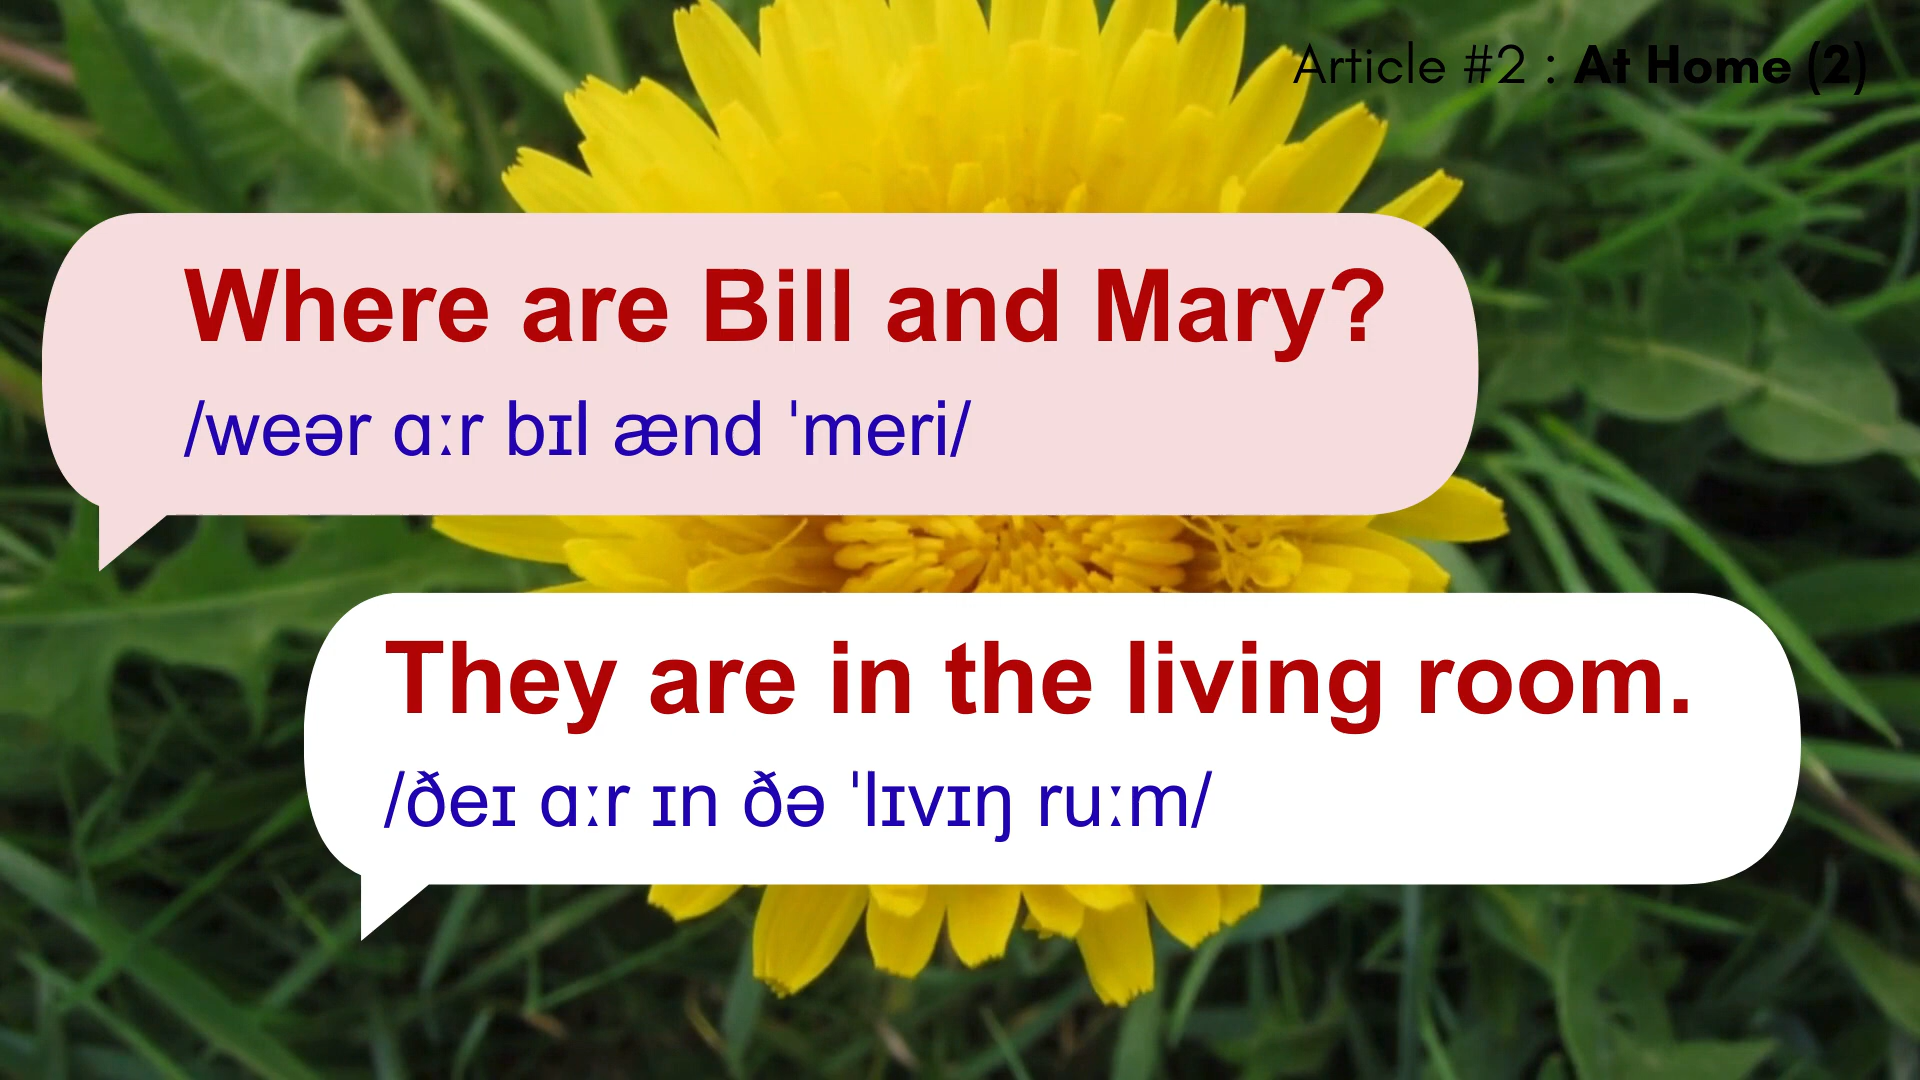 Article #2 : At Home (2)
Where are Bill and Mary?
/weər ɑːr bɪl ænd ˈmeri/
They are in the living room.
/ðeɪ ɑːr ɪn ðə ˈlɪvɪŋ ruːm/